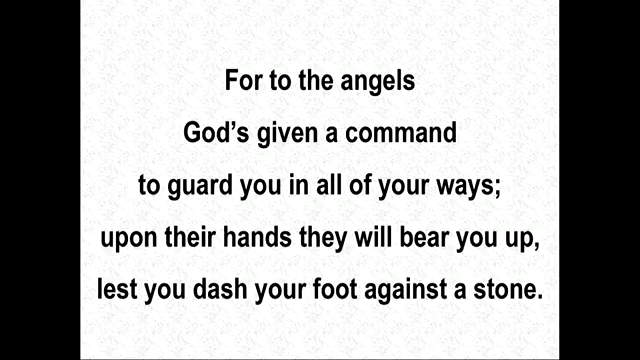 For to the angels
God's given a command
to guard you in all of your ways;
upon their hands they will bear you up,
lest you dash your foot against a stone.